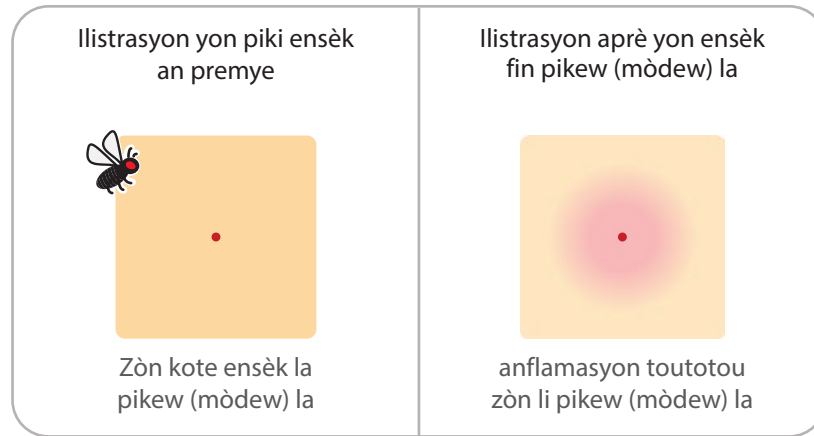 Ilistrasyon yon piki ensèk
an premye
Zòn kote ensèk la
pikew (mòdew) la
Ilistrasyon aprè yon ensèk
fin pikew (mòdew) la
anflamasyon toutotou
zòn li pikew (mòdew) la